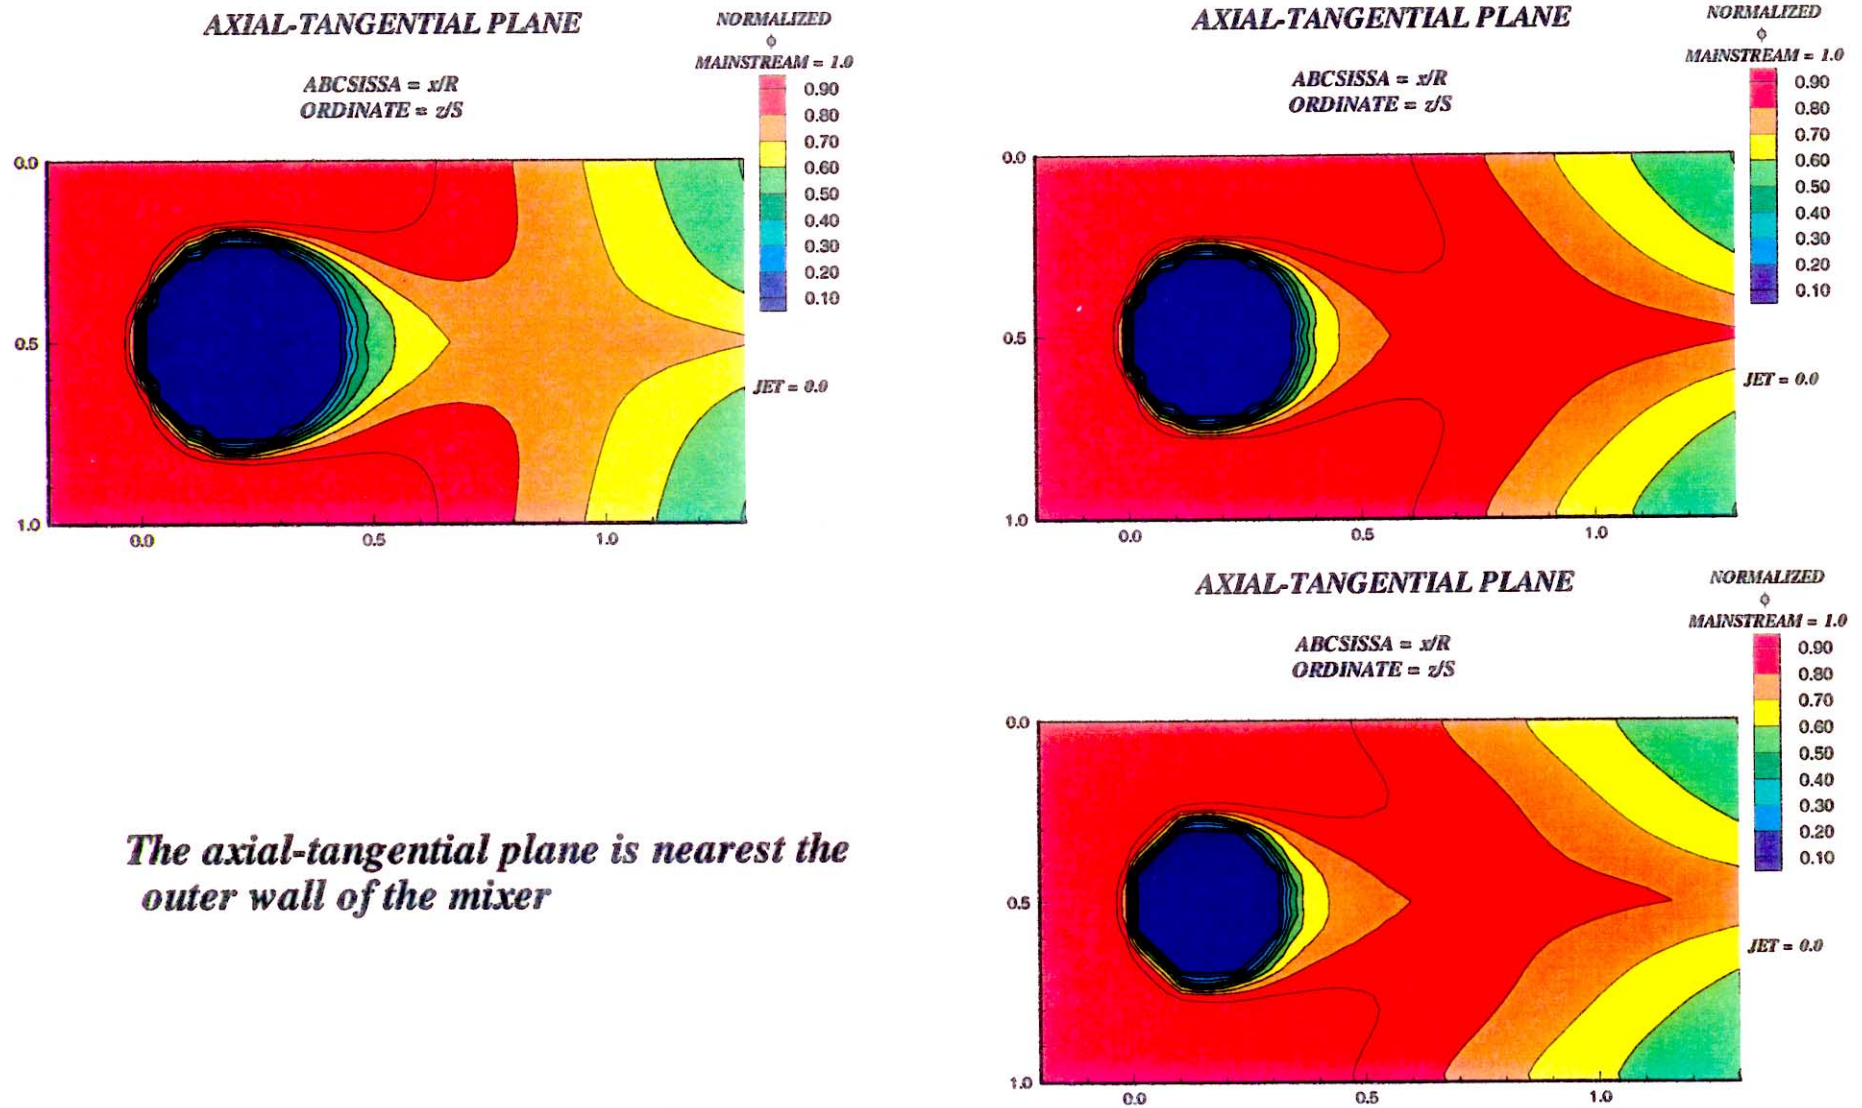 AXIAL-TANGENTIAL PLANE
NORMALIZED
ϕ
MAINSTREAM = 1.0
ABCSISSA = x/R
ORDINATE = z/S
0.90
0.80
0.70
0.60
0.50
0.40
0.30
0.20
0.10
JET = 0.0
0.0
0.5
1.0
0.0
0.5
1.0
AXIAL-TANGENTIAL PLANE
NORMALIZED
ϕ
MAINSTREAM = 1.0
ABCSISSA = x/R
ORDINATE = z/S
0.90
0.80
0.70
0.60
0.50
0.40
0.30
0.20
0.10
JET = 0.0
0.0
0.5
1.0
0.0
0.5
1.0
The axial-tangential plane is nearest the
outer wall of the mixer
AXIAL-TANGENTIAL PLANE
NORMALIZED
ϕ
MAINSTREAM = 1.0
ABCSISSA = x/R
ORDINATE = z/S
0.90
0.80
0.70
0.60
0.50
0.40
0.30
0.20
0.10
JET = 0.0
0.0
0.5
1.0
0.0
0.5
1.0